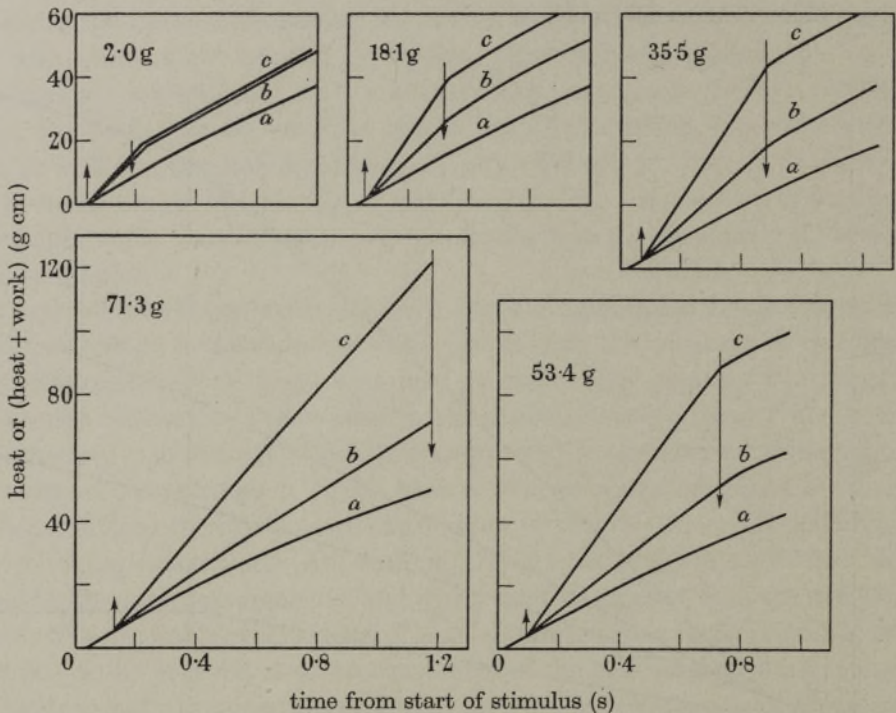 60
40
20
0
2·0 g
c
b
a
18·1 g
c
b
a
35·5 g
c
b
a
heat or (heat + work) (g cm)
120
80
40
0
71·3 g
c
b
a
0·4
0·8
1·2
53·4 g
c
b
a
0
0·4
0·8
time from start of stimulus (s)